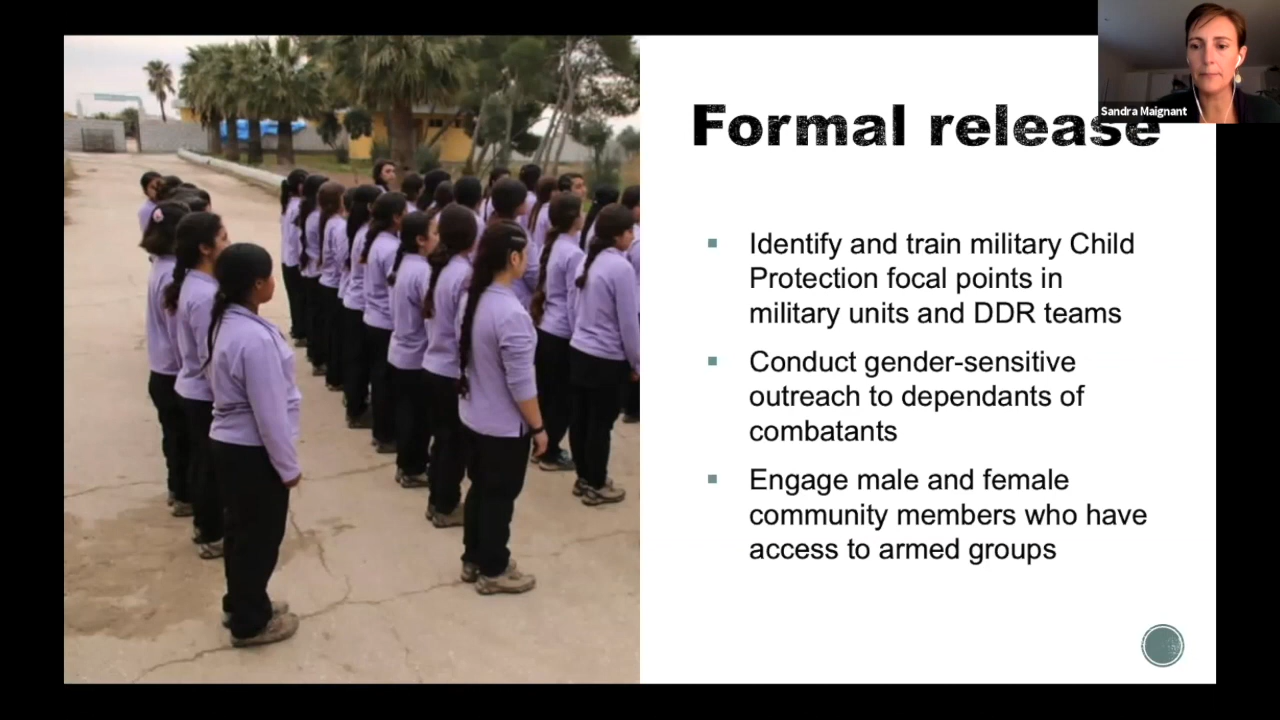 Sandra Maignant
Formal release
Identify and train military Child
Protection focal points in
military units and DDR teams
Conduct gender-sensitive
outreach to dependants of
combatants
Engage male and female
community members who have
access to armed groups